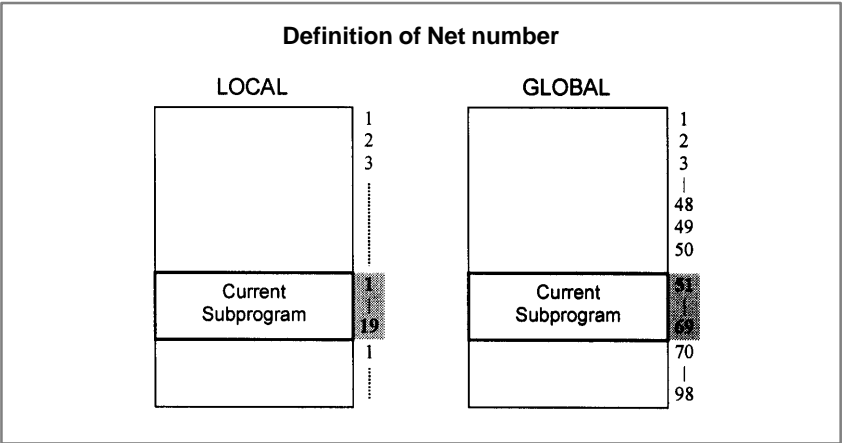 Definition of Net number
LOCAL
1
2
3
Current
Subprogram
1
19
1
GLOBAL
1
2
3
48
49
50
Current
Subprogram
51
69
70
98